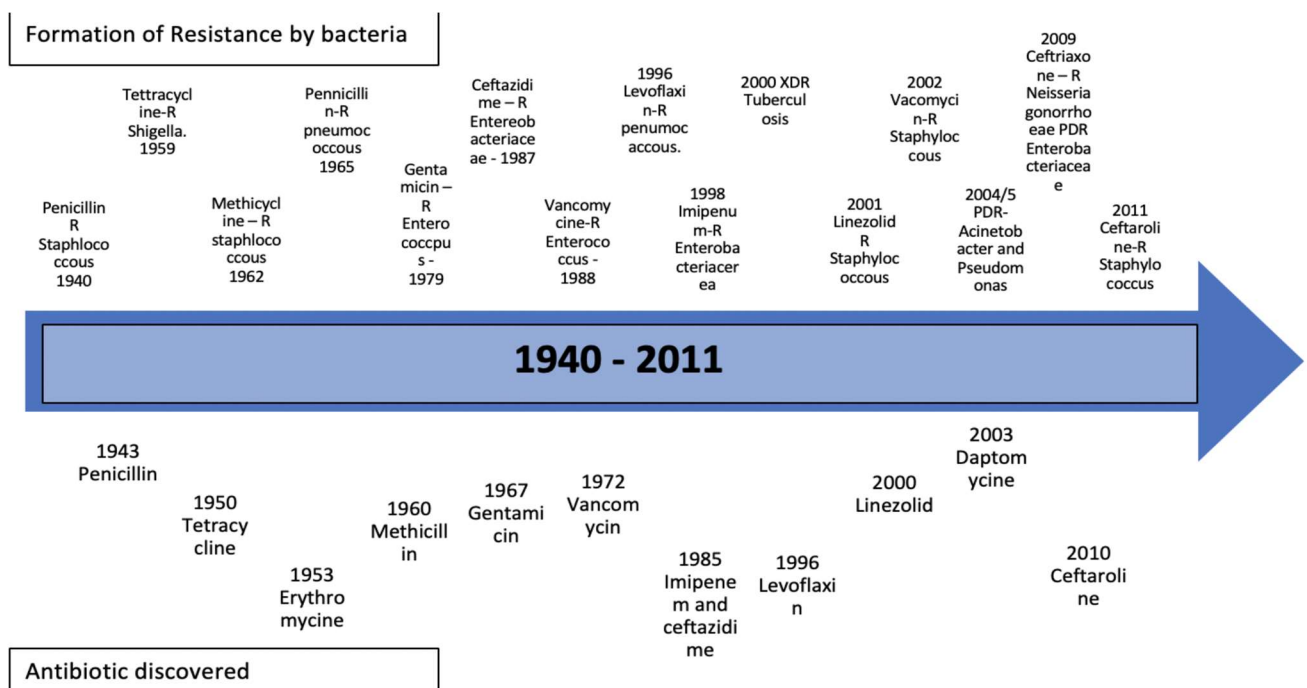 Formation of Resistance by bacteria
Tettracycl
ine-R
Shigella.
1959
Pennicilli
n-R
pneumoc
occous
1965
Ceftazidi
me – R
Entereob
acteriace
ae - 1987
1996
Levoflaxi
n-R
penumoc
accous.
2000 XDR
Tubercul
osis
2002
Vacomyci
n-R
Staphyloc
cous
2009
Ceftriaxo
ne – R
Neisseria
gonorrho
eae PDR
Enteroba
cteriacea
e
Penicillin
R
Staphloco
ccous
1940
Methicycl
ine – R
staphloco
ccous
1962
Genta
micin –
R
Entero
coccpu
s -
1979
Vancomy
cine-R
Enteroco
ccus -
1988
1998
Imipenu
m-R
Enteroba
cteriacer
ea
2001
Linezolid
R
Staphyloc
occous
2004/5
PDR-
Acinetob
acter and
Pseudom
onas
2011
Ceftaroli
ne-R
Staphylo
coccus
1940 - 2011
1943
Penicillin
1950
Tetracy
cline
1953
Erythro
mycine
1960
Methicill
in
1967
Gentami
cin
1972
Vancom
ycin
1985
Imipene
m and
ceftazidi
me
1996
Levoflaxi
n
2000
Linezolid
2003
Daptom
ycine
2010
Ceftaroli
ne
Antibiotic discovered